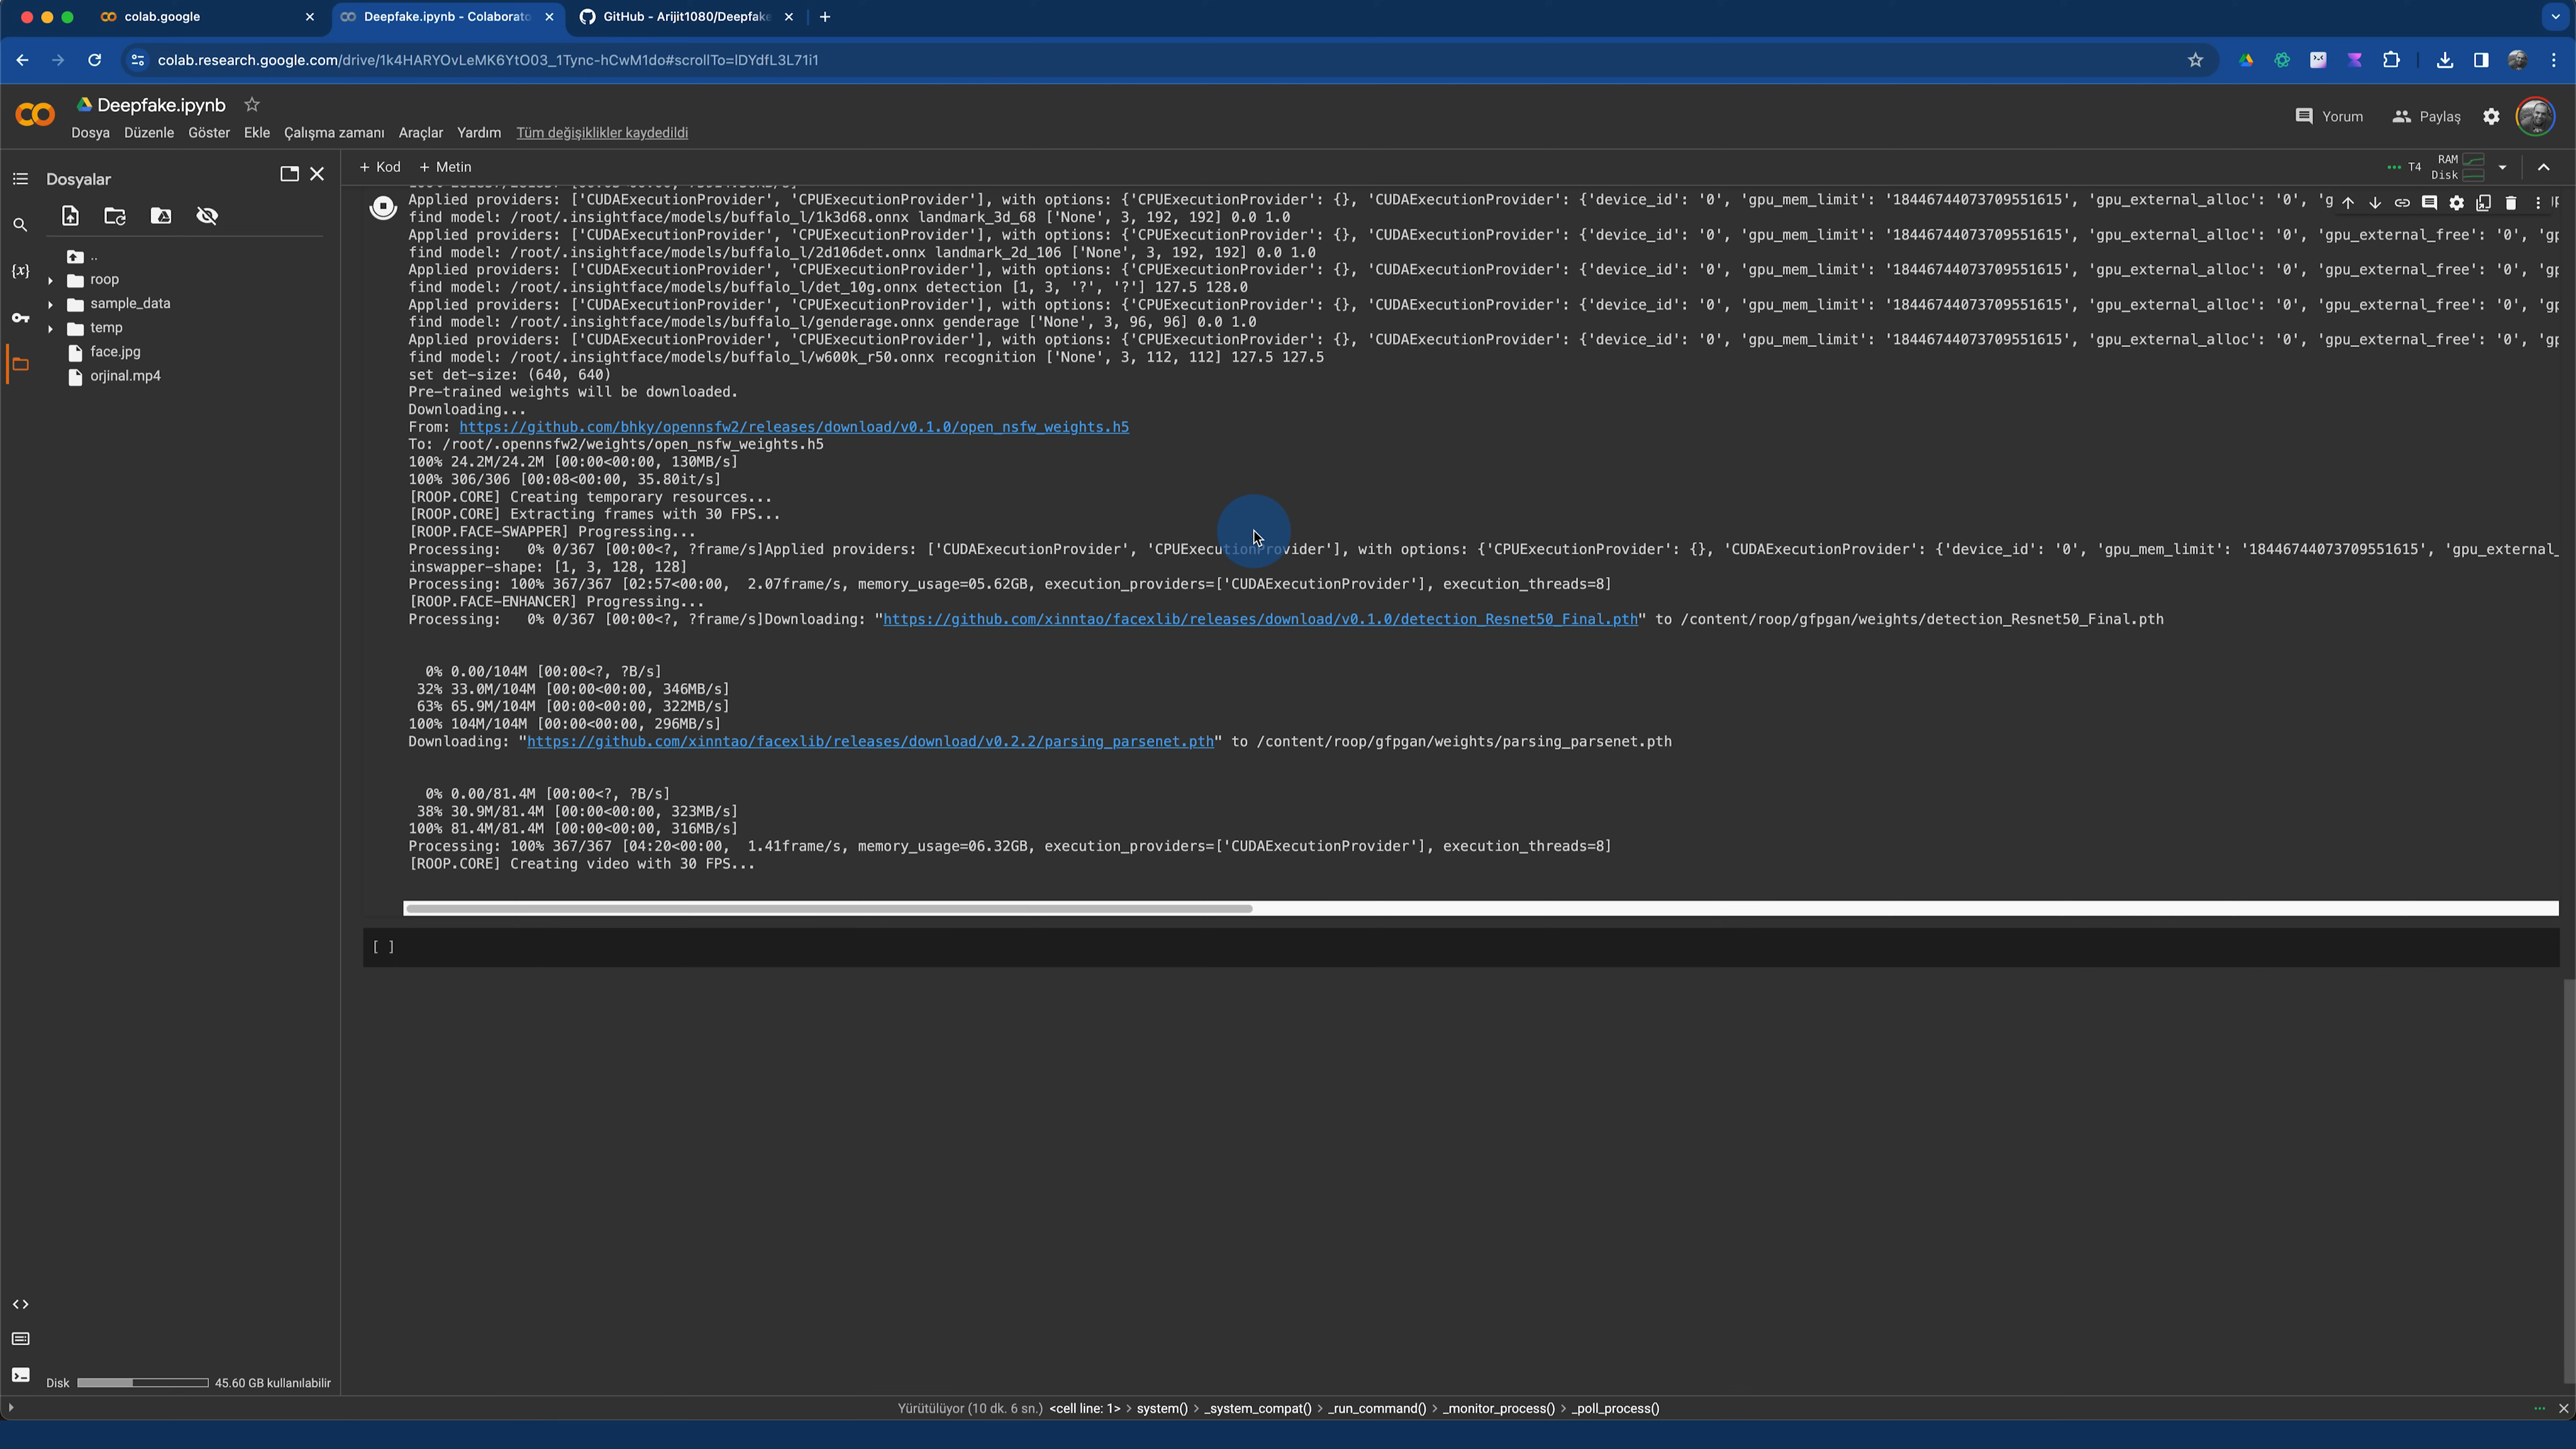 colab.google
Deepfake.ipynb - Colaborato
GitHub - Arijit1080/Deepfake
colab.research.google.com/drive/1k4HARYOvLeMK6YtO03_1Tync-hCwM1do#scrollTo=lDYdfL3L71i1
Deepfake.ipynb
Dosya Düzenle Göster Ekle Çalışma zamanı Araçlar Yardım Tüm değişiklikler kaydedildi
Yorum Paylaş
+ Kod + Metin
T4 RAM Disk
Dosyalar
..
roop
sample_data
temp
face.jpg
orjinal.mp4
Applied providers: ['CUDAExecutionProvider', 'CPUExecutionProvider'], with options: {'CPUExecutionProvider': {}, 'CUDAExecutionProvider': {'device_id': '0', 'gpu_mem_limit': '18446744073709551615', 'gpu_external_alloc': '0', 'g
find model: /root/.insightface/models/buffalo_l/1k3d68.onnx landmark_3d_68 ['None', 3, 192, 192] 0.0 1.0
Applied providers: ['CUDAExecutionProvider', 'CPUExecutionProvider'], with options: {'CPUExecutionProvider': {}, 'CUDAExecutionProvider': {'device_id': '0', 'gpu_mem_limit': '18446744073709551615', 'gpu_external_alloc': '0', 'gpu_external_free': '0', 'gp
find model: /root/.insightface/models/buffalo_l/2d106det.onnx landmark_2d_106 ['None', 3, 192, 192] 0.0 1.0
Applied providers: ['CUDAExecutionProvider', 'CPUExecutionProvider'], with options: {'CPUExecutionProvider': {}, 'CUDAExecutionProvider': {'device_id': '0', 'gpu_mem_limit': '18446744073709551615', 'gpu_external_alloc': '0', 'gpu_external_free': '0', 'gp
find model: /root/.insightface/models/buffalo_l/det_10g.onnx detection [1, 3, '?', '?'] 127.5 128.0
Applied providers: ['CUDAExecutionProvider', 'CPUExecutionProvider'], with options: {'CPUExecutionProvider': {}, 'CUDAExecutionProvider': {'device_id': '0', 'gpu_mem_limit': '18446744073709551615', 'gpu_external_alloc': '0', 'gpu_external_free': '0', 'gp
find model: /root/.insightface/models/buffalo_l/genderage.onnx genderage ['None', 3, 96, 96] 0.0 1.0
Applied providers: ['CUDAExecutionProvider', 'CPUExecutionProvider'], with options: {'CPUExecutionProvider': {}, 'CUDAExecutionProvider': {'device_id': '0', 'gpu_mem_limit': '18446744073709551615', 'gpu_external_alloc': '0', 'gpu_external_free': '0', 'gp
find model: /root/.insightface/models/buffalo_l/w600k_r50.onnx recognition ['None', 3, 112, 112] 127.5 127.5
set det-size: (640, 640)
Pre-trained weights will be downloaded.
Downloading...
From: https://github.com/bhky/opennsfw2/releases/download/v0.1.0/open_nsfw_weights.h5
To: /root/.opennsfw2/weights/open_nsfw_weights.h5
100% 24.2M/24.2M [00:00<00:00, 130MB/s]
100% 306/306 [00:08<00:00, 35.80it/s]
[ROOP.CORE] Creating temporary resources...
[ROOP.CORE] Extracting frames with 30 FPS...
[ROOP.FACE-SWAPPER] Progressing...
Processing: 0% 0/367 [00:00<?, ?frame/s]Applied providers: ['CUDAExecutionProvider', 'CPUExecutionProvider'], with options: {'CPUExecutionProvider': {}, 'CUDAExecutionProvider': {'device_id': '0', 'gpu_mem_limit': '18446744073709551615', 'gpu_external_
inswapper-shape: [1, 3, 128, 128]
Processing: 100% 367/367 [02:57<00:00, 2.07frame/s, memory_usage=05.62GB, execution_providers=['CUDAExecutionProvider'], execution_threads=8]
[ROOP.FACE-ENHANCER] Progressing...
Processing: 0% 0/367 [00:00<?, ?frame/s]Downloading: "https://github.com/xinntao/facexlib/releases/download/v0.1.0/detection_Resnet50_Final.pth" to /content/roop/gfpgan/weights/detection_Resnet50_Final.pth
0% 0.00/104M [00:00<?, ?B/s]
32% 33.0M/104M [00:00<00:00, 346MB/s]
63% 65.9M/104M [00:00<00:00, 322MB/s]
100% 104M/104M [00:00<00:00, 296MB/s]
Downloading: "https://github.com/xinntao/facexlib/releases/download/v0.2.2/parsing_parsenet.pth" to /content/roop/gfpgan/weights/parsing_parsenet.pth
0% 0.00/81.4M [00:00<?, ?B/s]
38% 30.9M/81.4M [00:00<00:00, 323MB/s]
100% 81.4M/81.4M [00:00<00:00, 316MB/s]
Processing: 100% 367/367 [04:20<00:00, 1.41frame/s, memory_usage=06.32GB, execution_providers=['CUDAExecutionProvider'], execution_threads=8]
[ROOP.CORE] Creating video with 30 FPS...
[ ]
Disk 45.60 GB kullanılabilir
Yürütülüyor (10 dk. 6 sn.) <cell line: 1> > system() > _system_compat() > _run_command() > _monitor_process() > _poll_process()